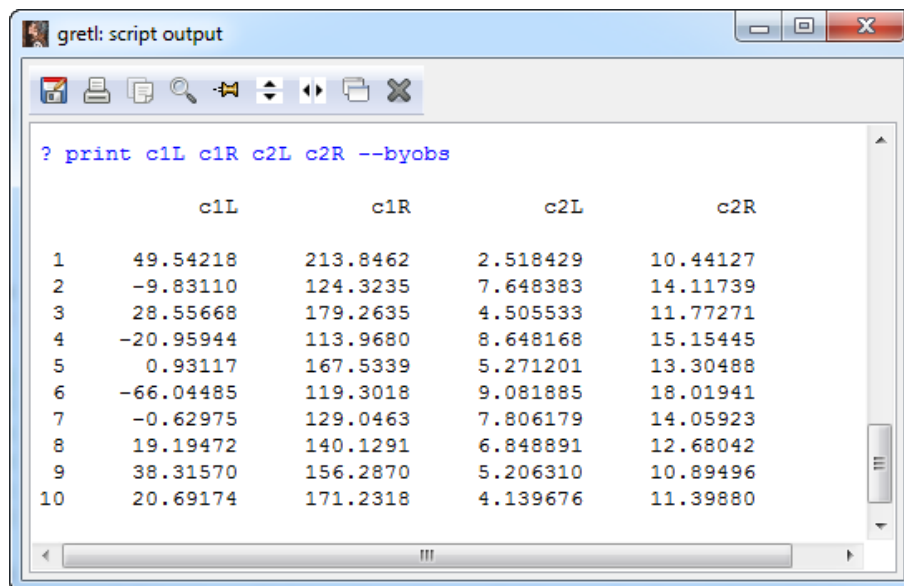 gretl: script output
? print c1L c1R c2L c2R --byobs
c1L c1R c2L c2R
1 49.54218 213.8462 2.518429 10.44127
2 -9.83110 124.3235 7.648383 14.11739
3 28.55668 179.2635 4.505533 11.77271
4 -20.95944 113.9680 8.648168 15.15445
5 0.93117 167.5339 5.271201 13.30488
6 -66.04485 119.3018 9.081885 18.01941
7 -0.62975 129.0463 7.806179 14.05923
8 19.19472 140.1291 6.848891 12.68042
9 38.31570 156.2870 5.206310 10.89496
10 20.69174 171.2318 4.139676 11.39880